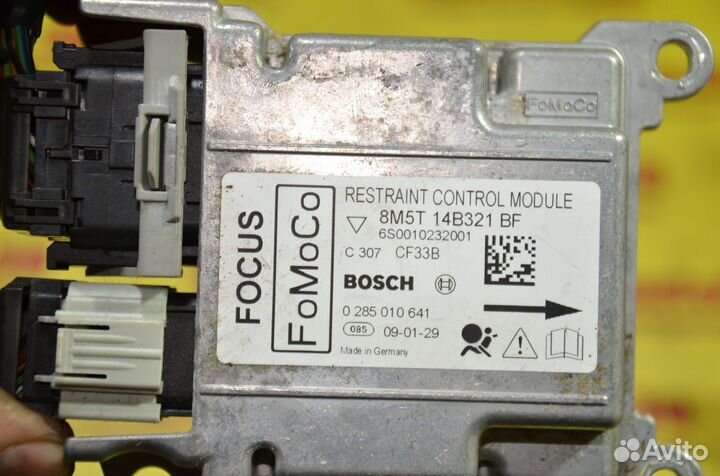 FoMoCo
FOCUS
FoMoCo
RESTRAINT CONTROL MODULE
8M5T 14B321 BF
6S0010232001
C 307 CF33B
BOSCH
0 285 010 641
085 09-01-29
Made in Germany
Avito